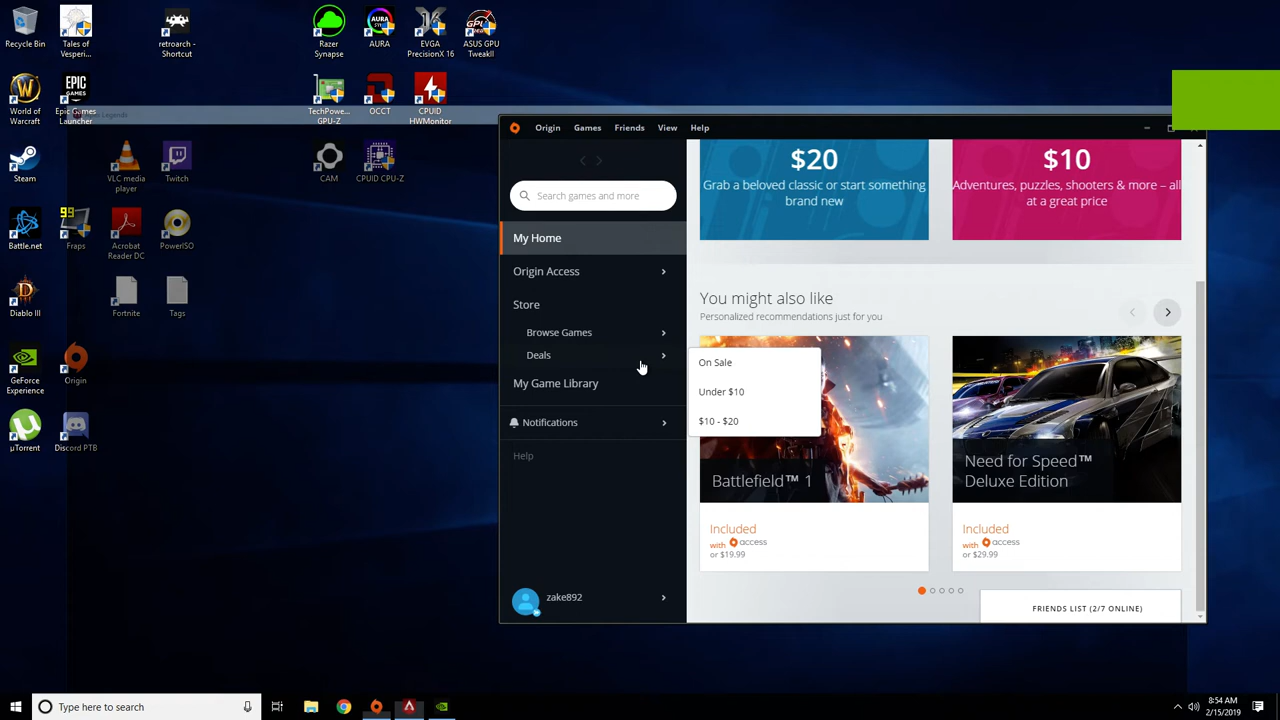 Recycle Bin
Tales of
Vesperi...
retroarch -
Shortcut
Razer
Synapse
AURA
EVGA
PrecisionX 16
ASUS GPU
TweakII
World of
Warcraft
Epic Games
Launcher
TechPowe...
GPU-Z
OCCT
CPUID
HWMonitor
Legends
Steam
VLC media
player
Twitch
CAM
CPUID CPU-Z
Battle.net
99
Fraps
Acrobat
Reader DC
PowerISO
Diablo III
Fortnite
Tags
GeForce
Experience
Origin
µTorrent
Discord PTB
Origin
Games
Friends
View
Help
Search games and more
My Home
Origin Access
Store
Browse Games
Deals
My Game Library
Notifications
Help
zake892
On Sale
Under $10
$10 - $20
$20
Grab a beloved classic or start something
brand new
$10
Adventures, puzzles, shooters & more – all
at a great price
You might also like
Personalized recommendations just for you
Battlefield™ 1
Included
with access
or $19.99
Need for Speed™
Deluxe Edition
Included
with access
or $29.99
FRIENDS LIST (2/7 ONLINE)
Type here to search
8:54 AM
2/15/2019